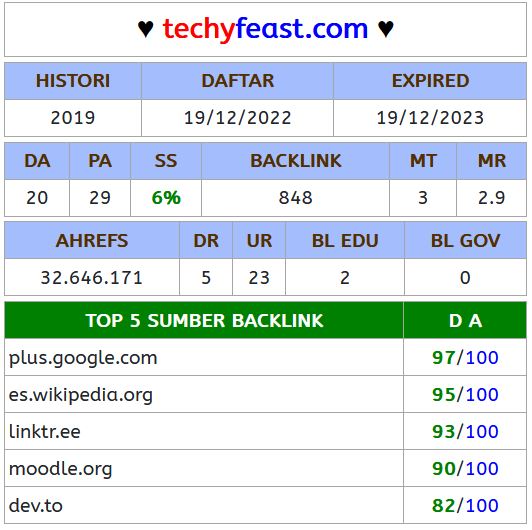 ♥ techyfeast.com ♥
HISTORI DAFTAR EXPIRED
2019 19/12/2022 19/12/2023
DA PA SS BACKLINK MT MR
20 29 6% 848 3 2.9
AHREFS DR UR BL EDU BL GOV
32.646.171 5 23 2 0
TOP 5 SUMBER BACKLINK D A
plus.google.com 97/100
es.wikipedia.org 95/100
linktr.ee 93/100
moodle.org 90/100
dev.to 82/100